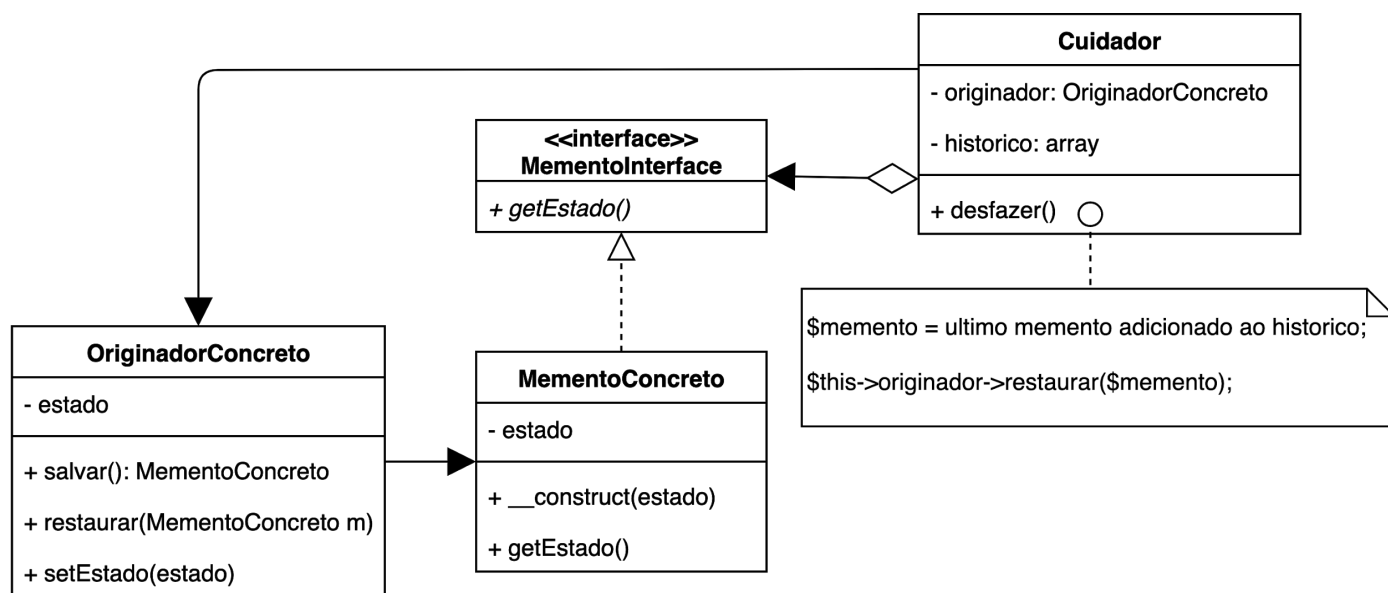 Cuidador
- originador: OriginadorConcreto
- historico: array
+ desfazer()
<<interface>>
MementoInterface
+ getEstado()
$memento = ultimo memento adicionado ao historico;
$this->originador->restaurar($memento);
OriginadorConcreto
- estado
+ salvar(): MementoConcreto
+ restaurar(MementoConcreto m)
+ setEstado(estado)
MementoConcreto
- estado
+ __construct(estado)
+ getEstado()